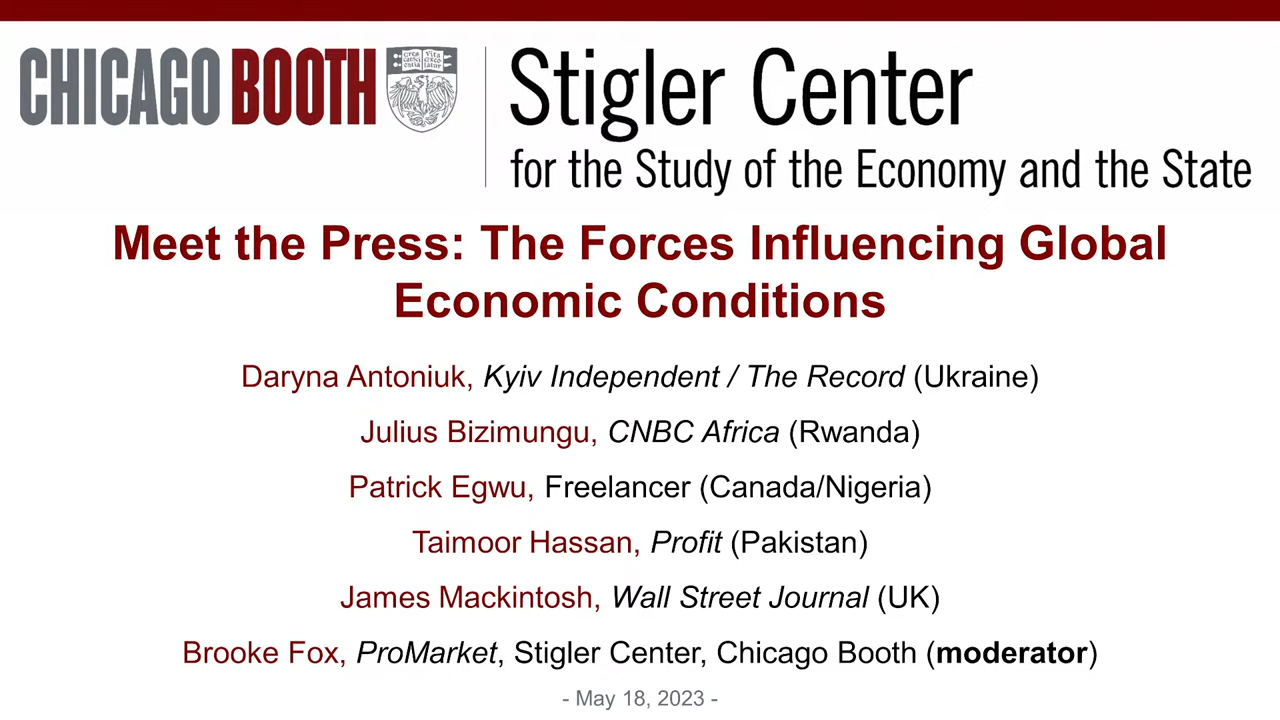 CHICAGO BOOTH
Stigler Center
for the Study of the Economy and the State
Meet the Press: The Forces Influencing Global
Economic Conditions
Daryna Antoniuk, Kyiv Independent / The Record (Ukraine)
Julius Bizimungu, CNBC Africa (Rwanda)
Patrick Egwu, Freelancer (Canada/Nigeria)
Taimoor Hassan, Profit (Pakistan)
James Mackintosh, Wall Street Journal (UK)
Brooke Fox, ProMarket, Stigler Center, Chicago Booth (moderator)
- May 18, 2023 -